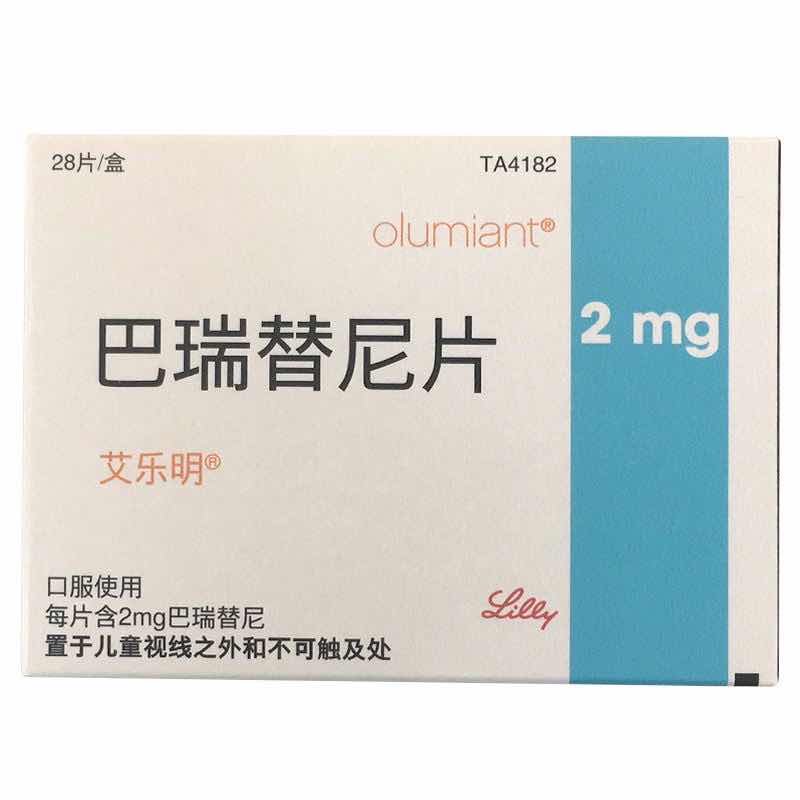 28片/盒 TA4182
olumiant®
2 mg
巴瑞替尼片
艾乐明®
口服使用
每片含2mg巴瑞替尼
置于儿童视线之外和不可触及处
Lilly